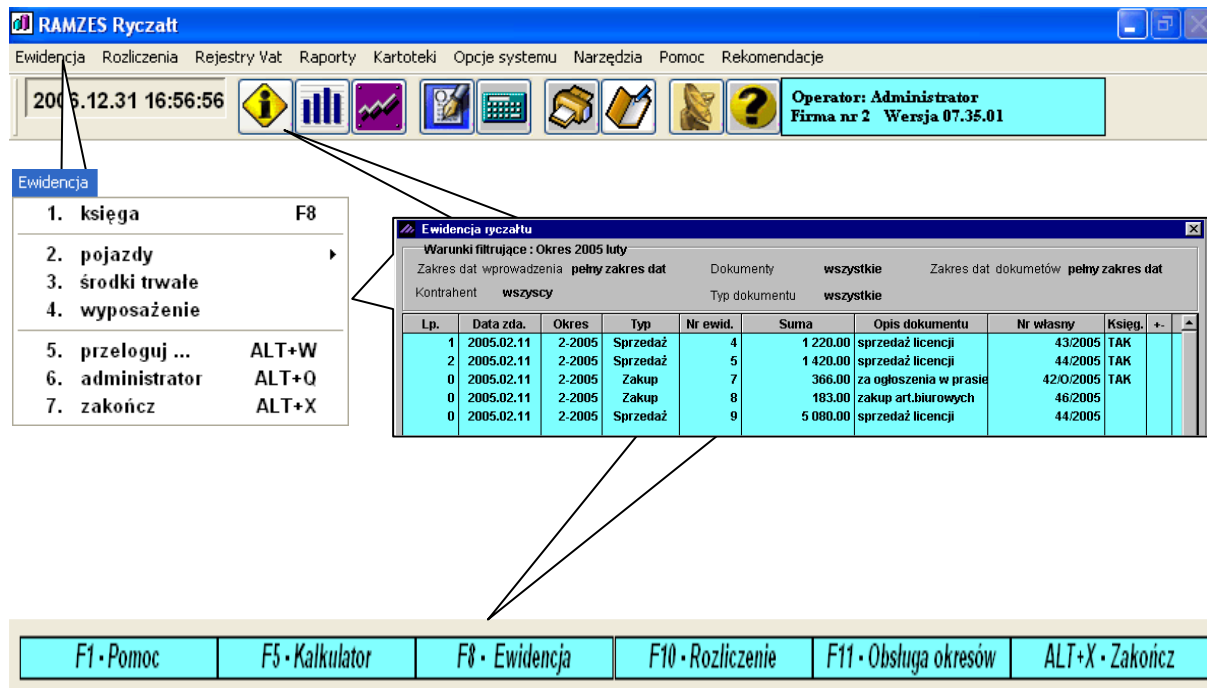 RAMZES Ryczałt
Ewidencja Rozliczenia Rejestry Vat Raporty Kartoteki Opcje systemu Narzędzia Pomoc Rekomendacje
2006.12.31 16:56:56
Operator: Administrator
Firma nr 2 Wersja 07.35.01
Ewidencja
1. księga F8
2. pojazdy
3. środki trwałe
4. wyposażenie
5. przeloguj ... ALT+W
6. administrator ALT+Q
7. zakończ ALT+X
Ewidencja ryczałtu
Warunki filtrujące : Okres 2005 luty
Zakres dat wprowadzenia pełny zakres dat Dokumenty wszystkie Zakres dat dokumetów pełny zakres dat
Kontrahent wszyscy Typ dokumentu wszystkie
Lp. Data zda. Okres Typ Nr ewid. Suma Opis dokumentu Nr własny Księg. +-
1 2005.02.11 2-2005 Sprzedaż 4 1 220.00 sprzedaż licencji 43/2005 TAK
2 2005.02.11 2-2005 Sprzedaż 5 1 420.00 sprzedaż licencji 44/2005 TAK
0 2005.02.11 2-2005 Zakup 7 366.00 za ogłoszenia w prasie 42/O/2005 TAK
0 2005.02.11 2-2005 Zakup 8 183.00 zakup art.biurowych 46/2005
0 2005.02.11 2-2005 Sprzedaż 9 5 080.00 sprzedaż licencji 44/2005
F1 - Pomoc F5 - Kalkulator F8 - Ewidencja F10 - Rozliczenie F11 - Obsługa okresów ALT+X - Zakończ